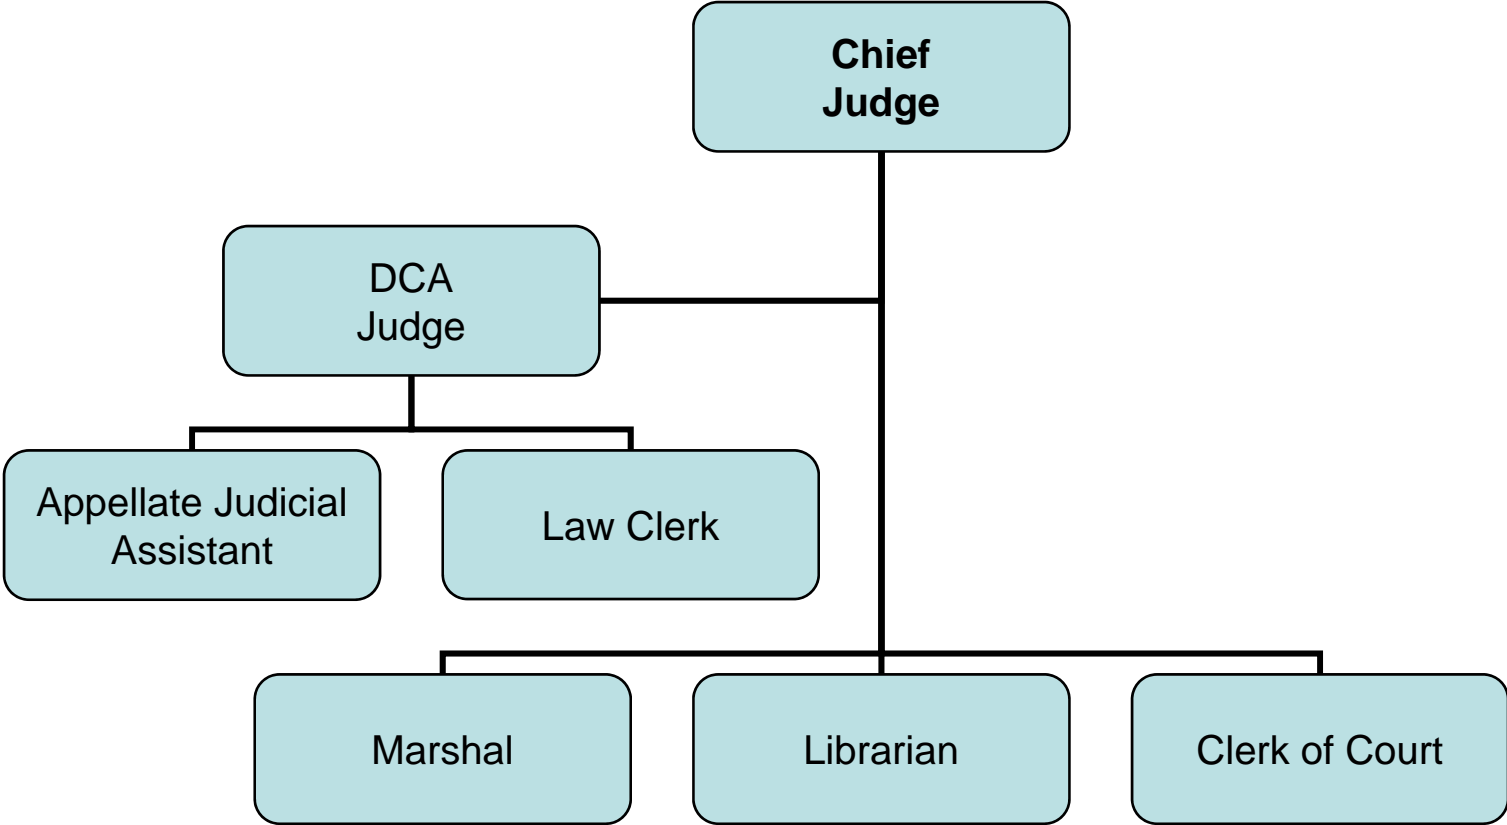 Chief
Judge
DCA
Judge
Appellate Judicial
Assistant
Law Clerk
Marshal
Librarian
Clerk of Court